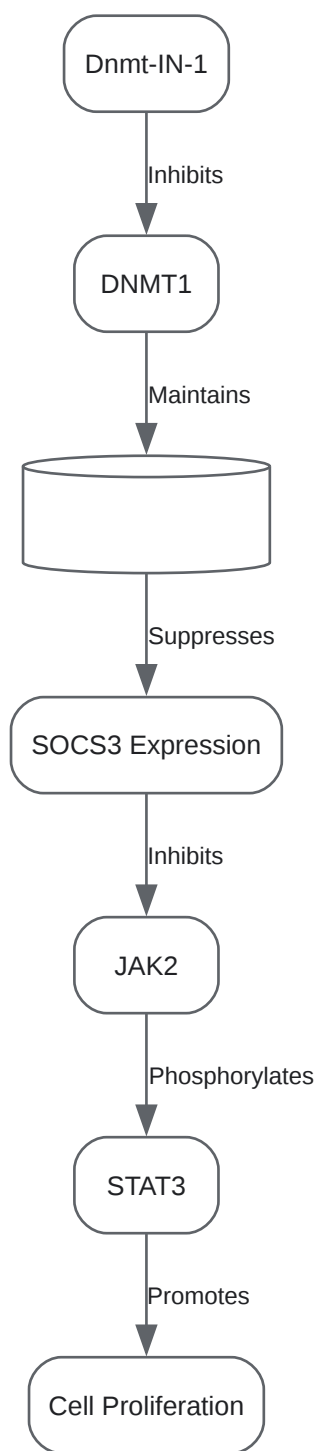 Dnmt-IN-1
Inhibits
DNMT1
Maintains
Suppresses
SOCS3 Expression
Inhibits
JAK2
Phosphorylates
STAT3
Promotes
Cell Proliferation